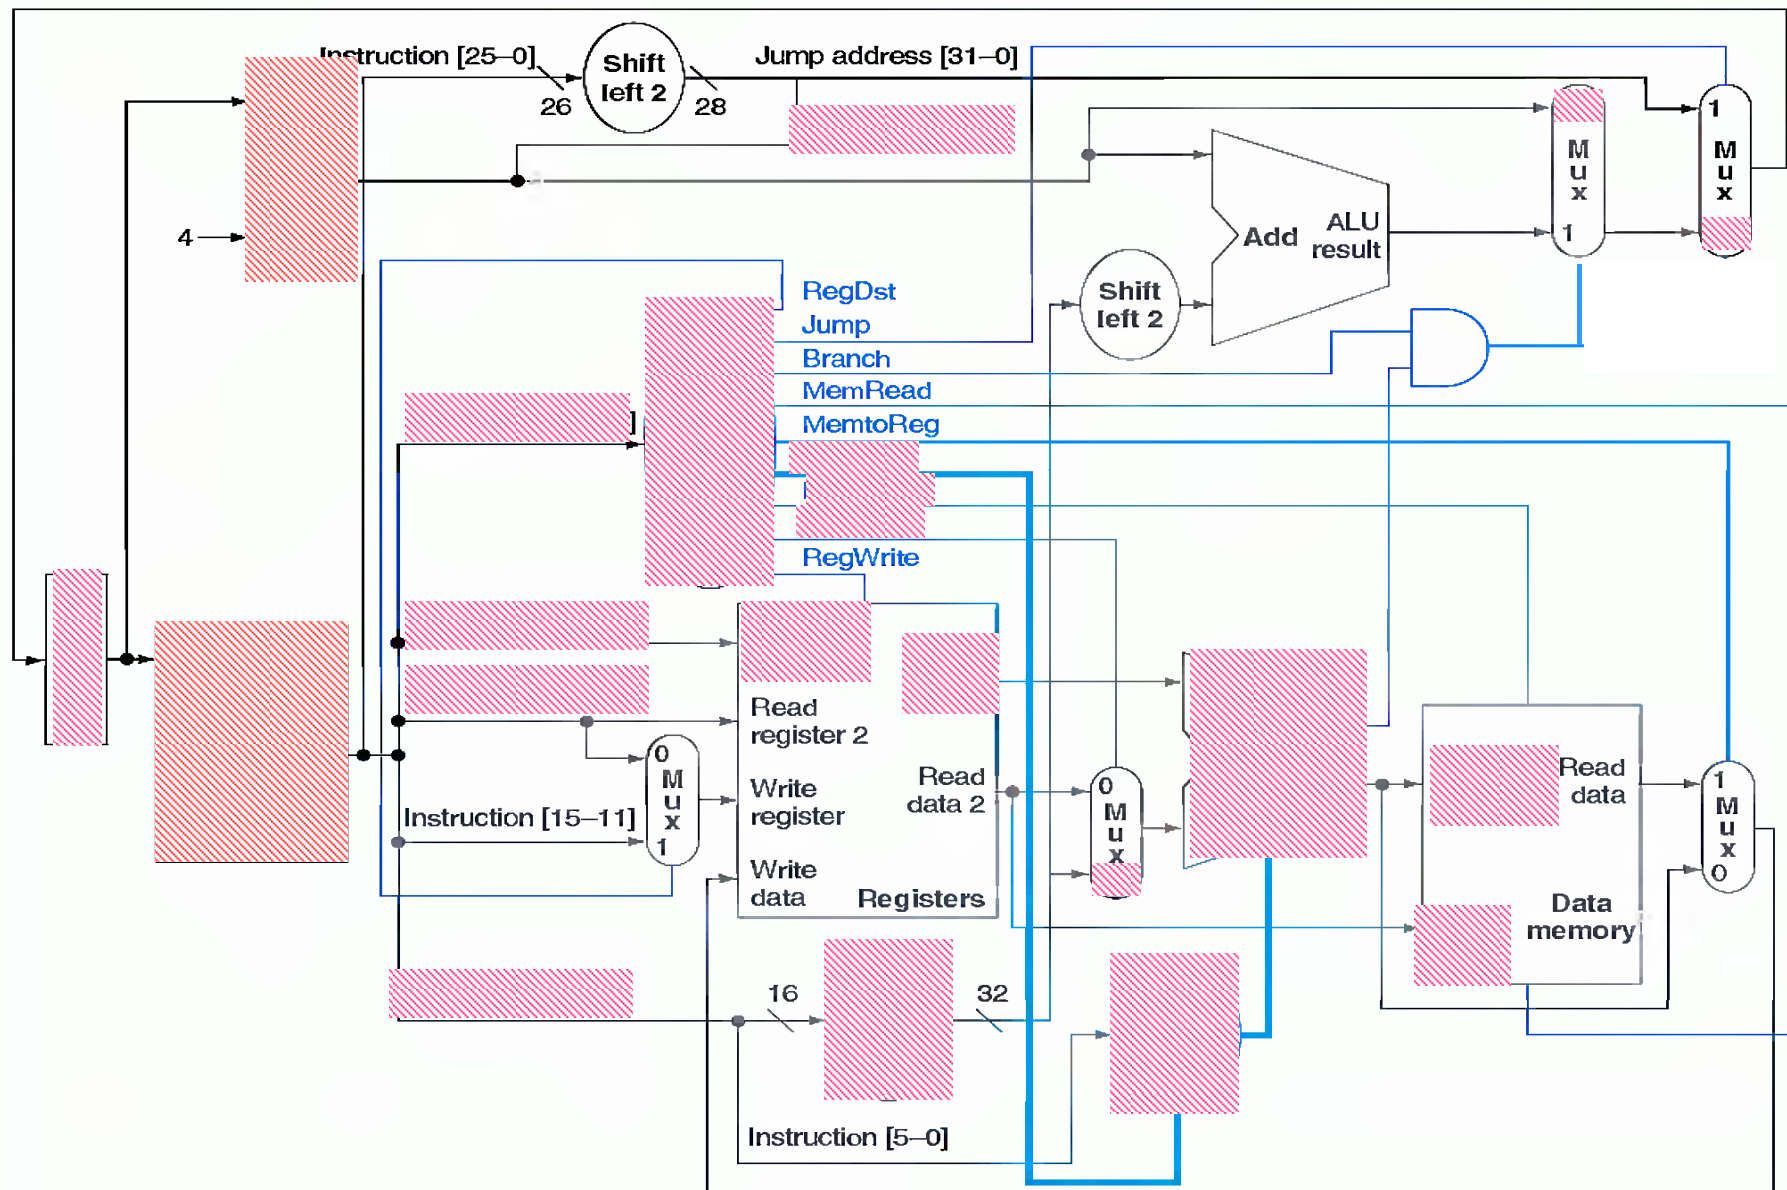 Instruction [25–0]
Shift
left 2
Jump address [31–0]
26
28
1
M
u
x
M
u
x
1
4
Add
ALU
result
Shift
left 2
RegDst
Jump
Branch
MemRead
MemtoReg
]
RegWrite
Read
register 2
Write
register
Write
data
Read
data 2
Registers
0
M
u
x
1
Instruction [15–11]
0
M
u
x
Read
data
Data
memory
1
M
u
x
0
16
32
Instruction [5–0]